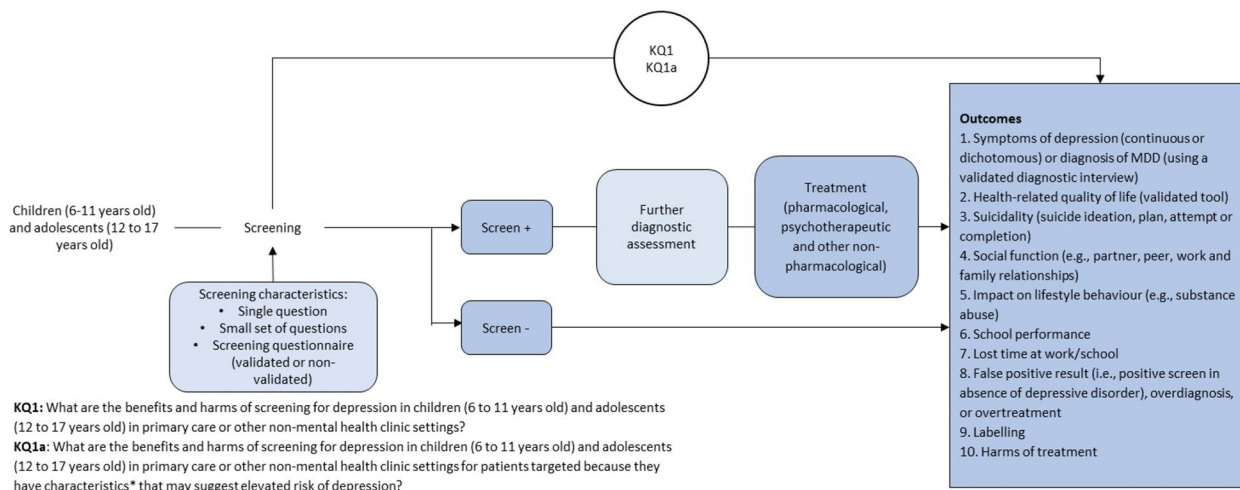 KQ1
KQ1a
Children (6-11 years old)
and adolescents (12 to 17
years old)
Screening
Screening characteristics:
• Single question
• Small set of questions
• Screening questionnaire
(validated or non-
validated)
Screen +
Screen -
Further
diagnostic
assessment
Treatment
(pharmacological,
psychotherapeutic
and other non-
pharmacological)
Outcomes
1. Symptoms of depression (continuous or
dichotomous) or diagnosis of MDD (using a
validated diagnostic interview)
2. Health-related quality of life (validated tool)
3. Suicidality (suicide ideation, plan, attempt or
completion)
4. Social function (e.g., partner, peer, work and
family relationships)
5. Impact on lifestyle behaviour (e.g., substance
abuse)
6. School performance
7. Lost time at work/school
8. False positive result (i.e., positive screen in
absence of depressive disorder), overdiagnosis,
or overtreatment
9. Labelling
10. Harms of treatment
KQ1: What are the benefits and harms of screening for depression in children (6 to 11 years old) and adolescents
(12 to 17 years old) in primary care or other non-mental health clinic settings?
KQ1a: What are the benefits and harms of screening for depression in children (6 to 11 years old) and adolescents
(12 to 17 years old) in primary care or other non-mental health clinic settings for patients targeted because they
have characteristics* that may suggest elevated risk of depression?